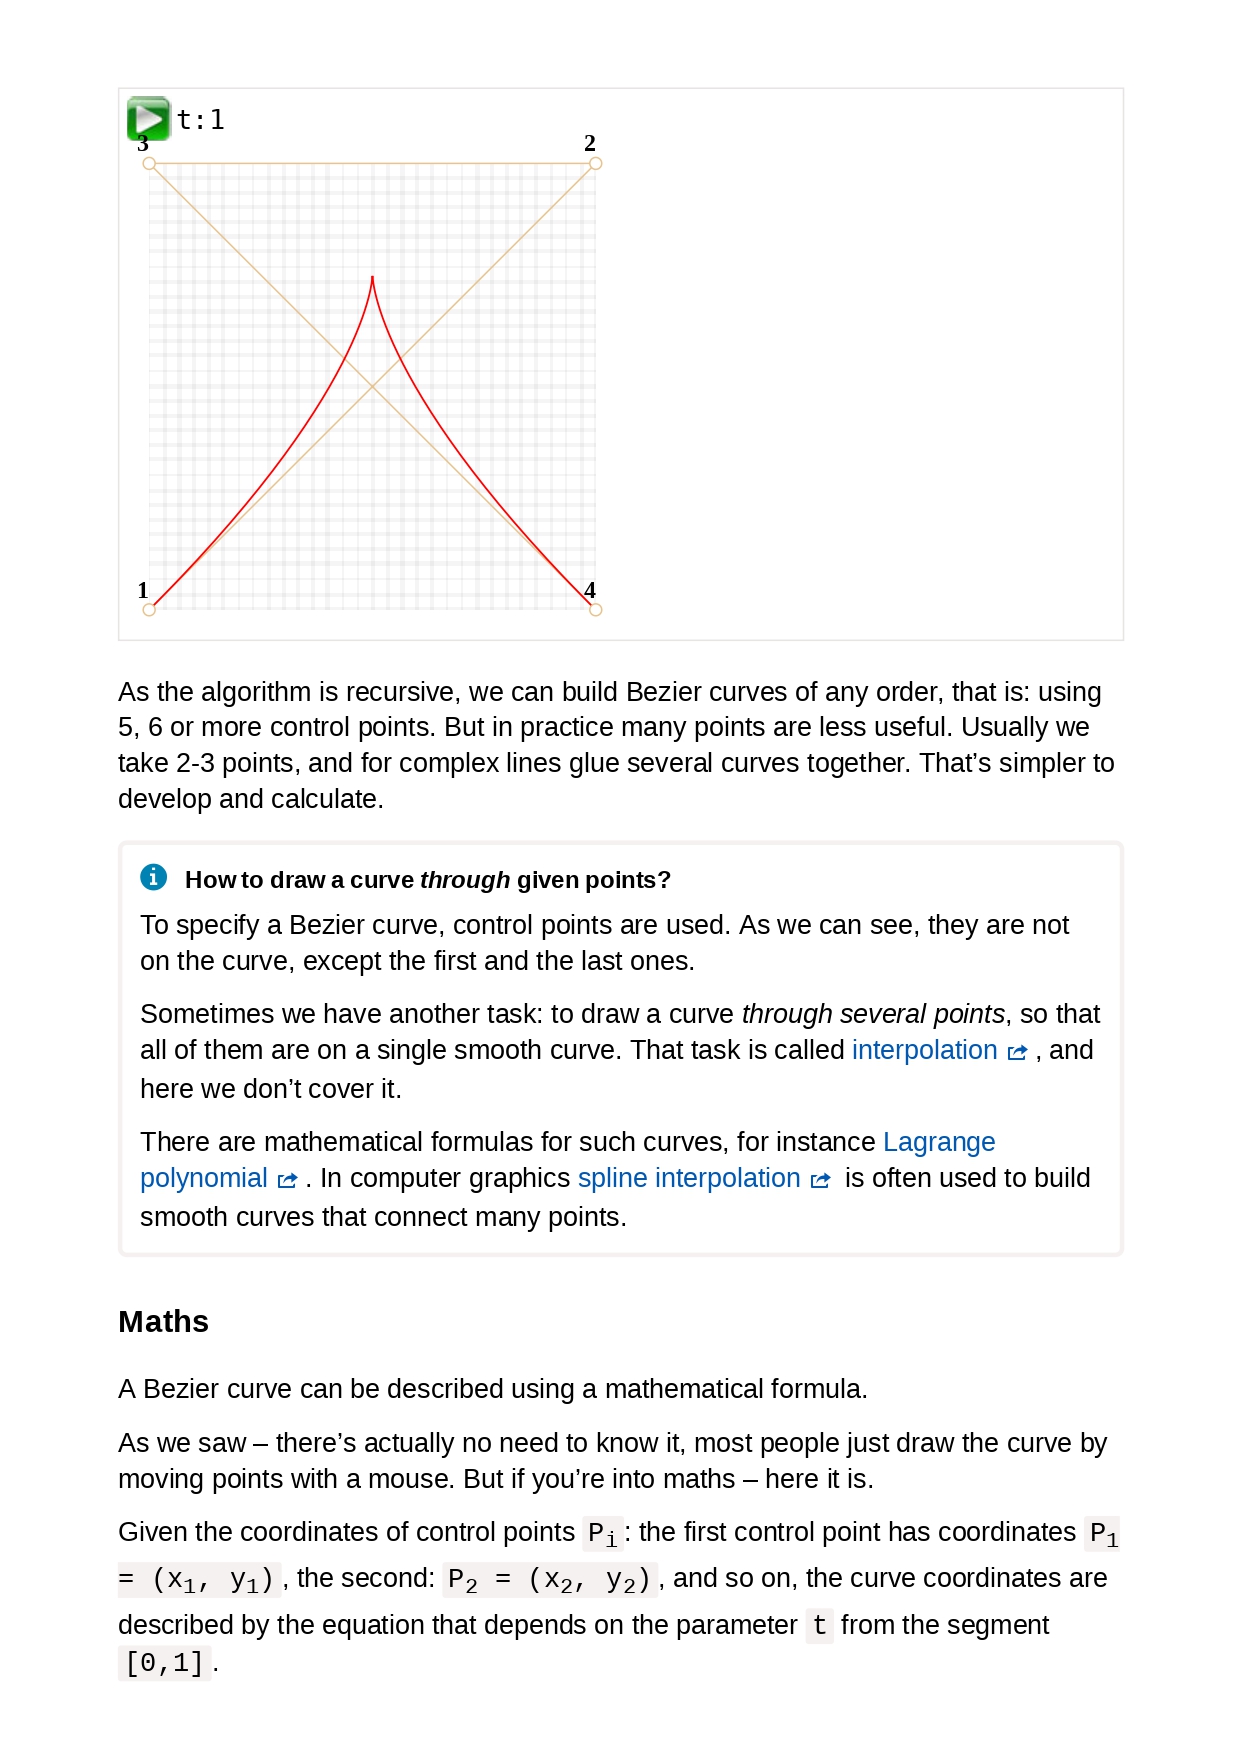 t:1
3
2
1
4
As the algorithm is recursive, we can build Bezier curves of any order, that is: using
5, 6 or more control points. But in practice many points are less useful. Usually we
take 2-3 points, and for complex lines glue several curves together. That’s simpler to
develop and calculate.
How to draw a curve through given points?
To specify a Bezier curve, control points are used. As we can see, they are not
on the curve, except the first and the last ones.
Sometimes we have another task: to draw a curve through several points, so that
all of them are on a single smooth curve. That task is called interpolation , and
here we don’t cover it.
There are mathematical formulas for such curves, for instance Lagrange
polynomial . In computer graphics spline interpolation is often used to build
smooth curves that connect many points.
Maths
A Bezier curve can be described using a mathematical formula.
As we saw – there’s actually no need to know it, most people just draw the curve by
moving points with a mouse. But if you’re into maths – here it is.
Given the coordinates of control points Pᵢ: the first control point has coordinates P₁
= (x₁, y₁), the second: P₂ = (x₂, y₂), and so on, the curve coordinates are
described by the equation that depends on the parameter t from the segment
[0,1].